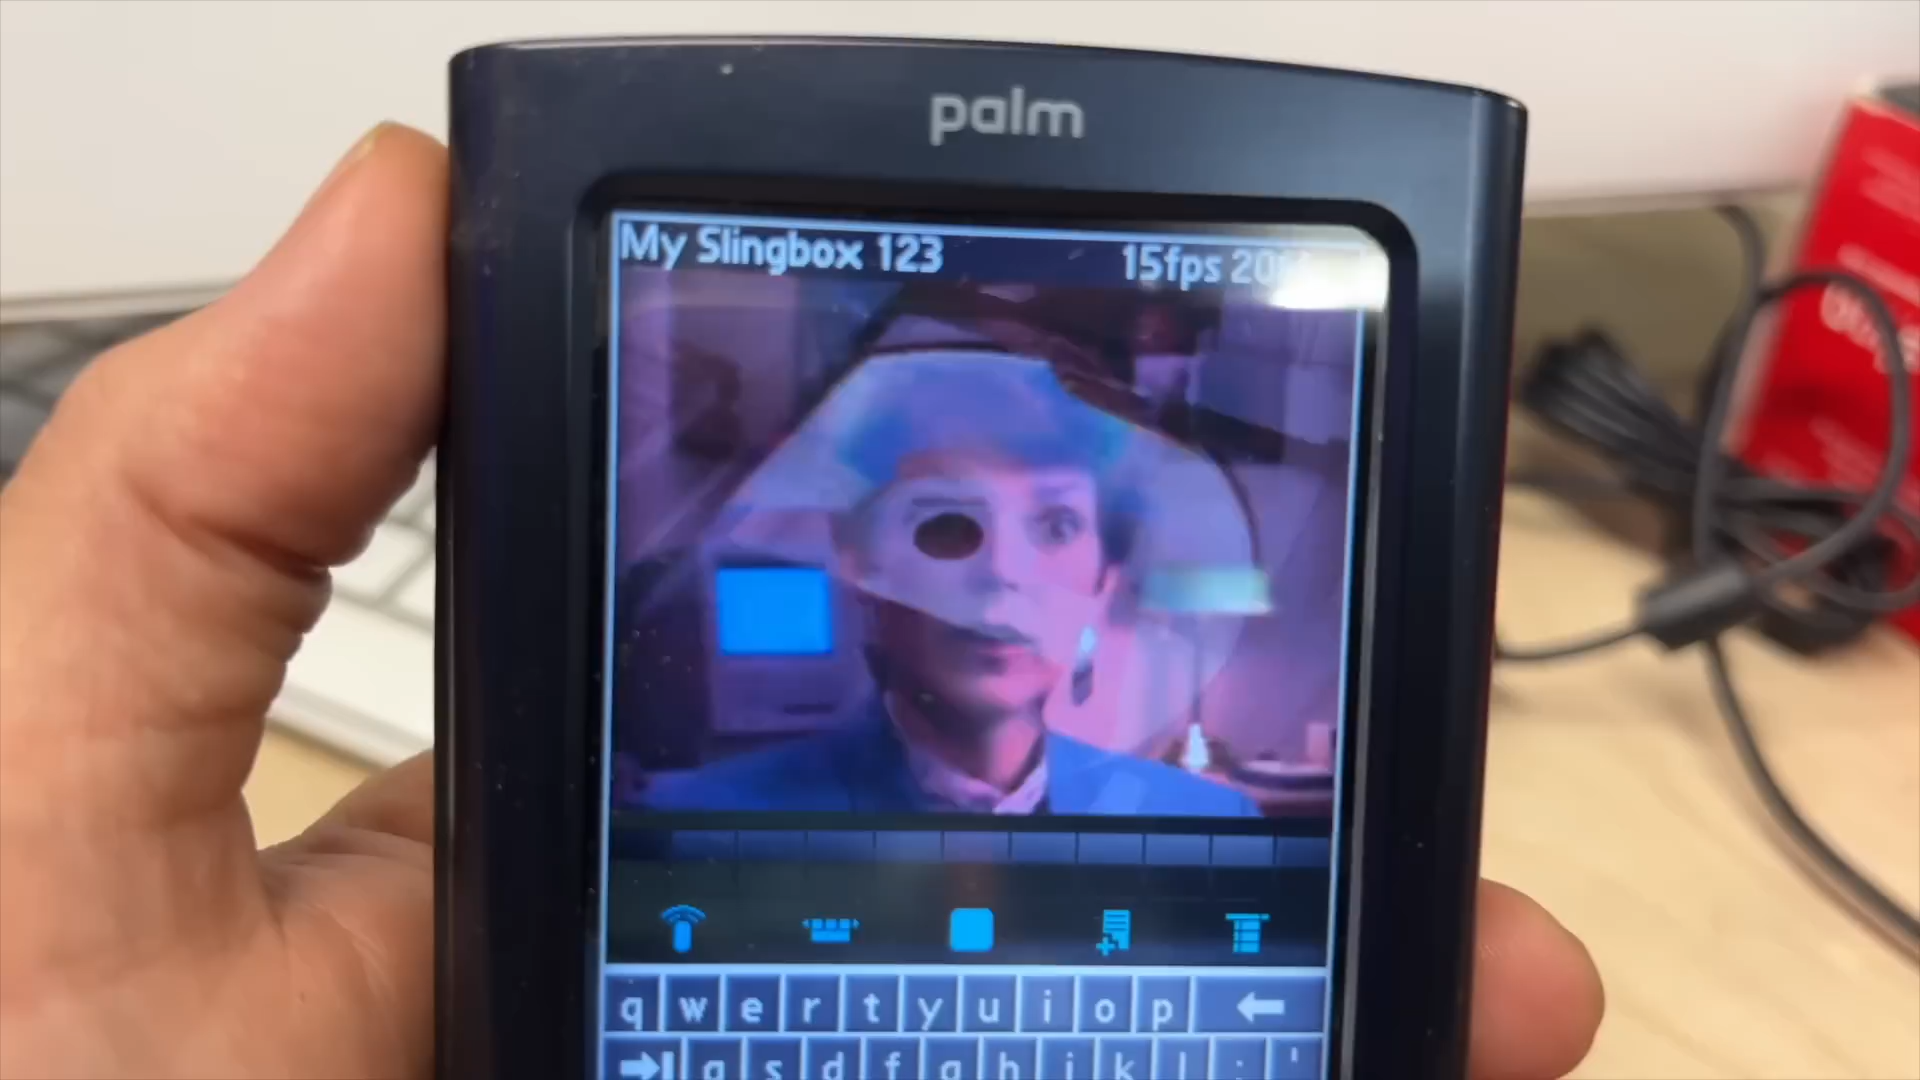 palm
My Slingbox 123 15fps
q w e r t y u i o p
a s d f g h j k l ; '